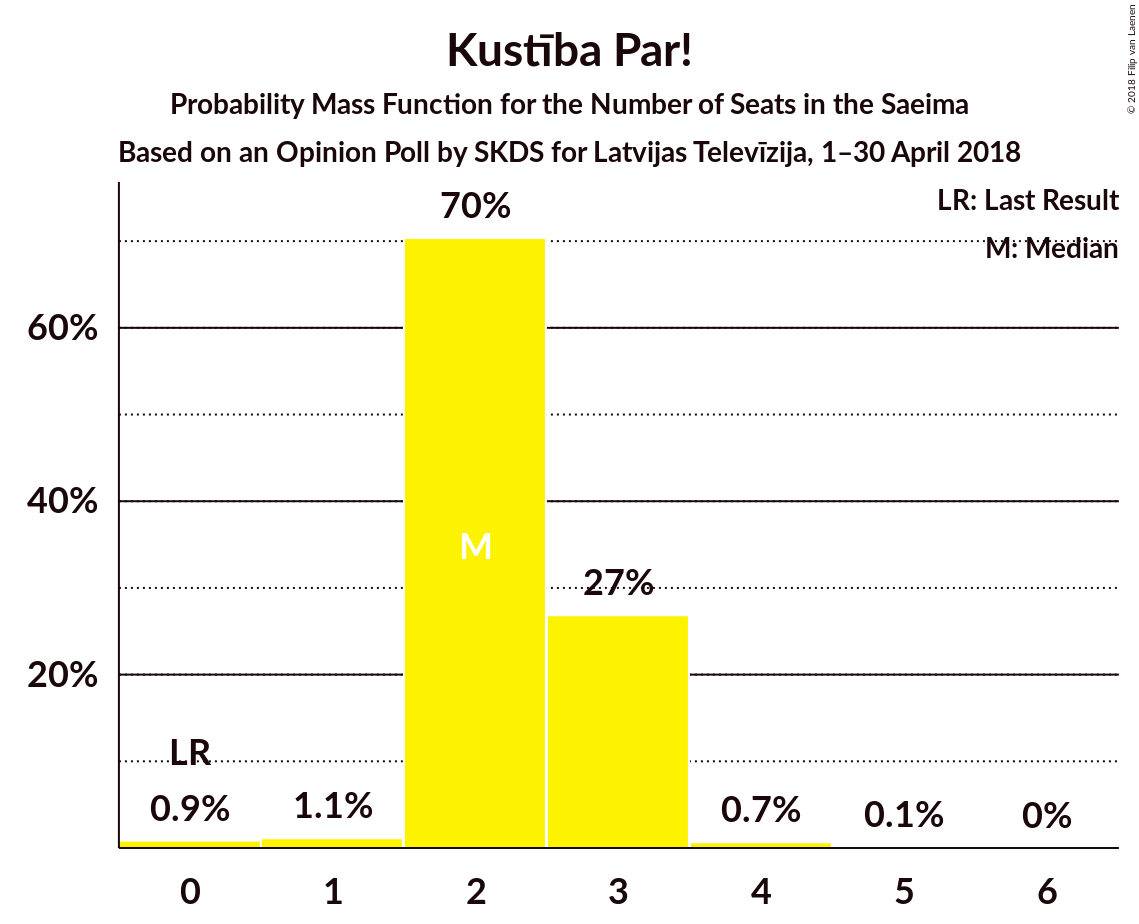 Kustība Par!
Probability Mass Function for the Number of Seats in the Saeima
Based on an Opinion Poll by SKDS for Latvijas Televīzija, 1–30 April 2018
© 2018 Filip van Laenen
LR: Last Result
M: Median
70%
60%
40%
M
27%
20%
LR
0.9%
1.1%
0.7%
0.1%
0%
0 1 2 3 4 5 6